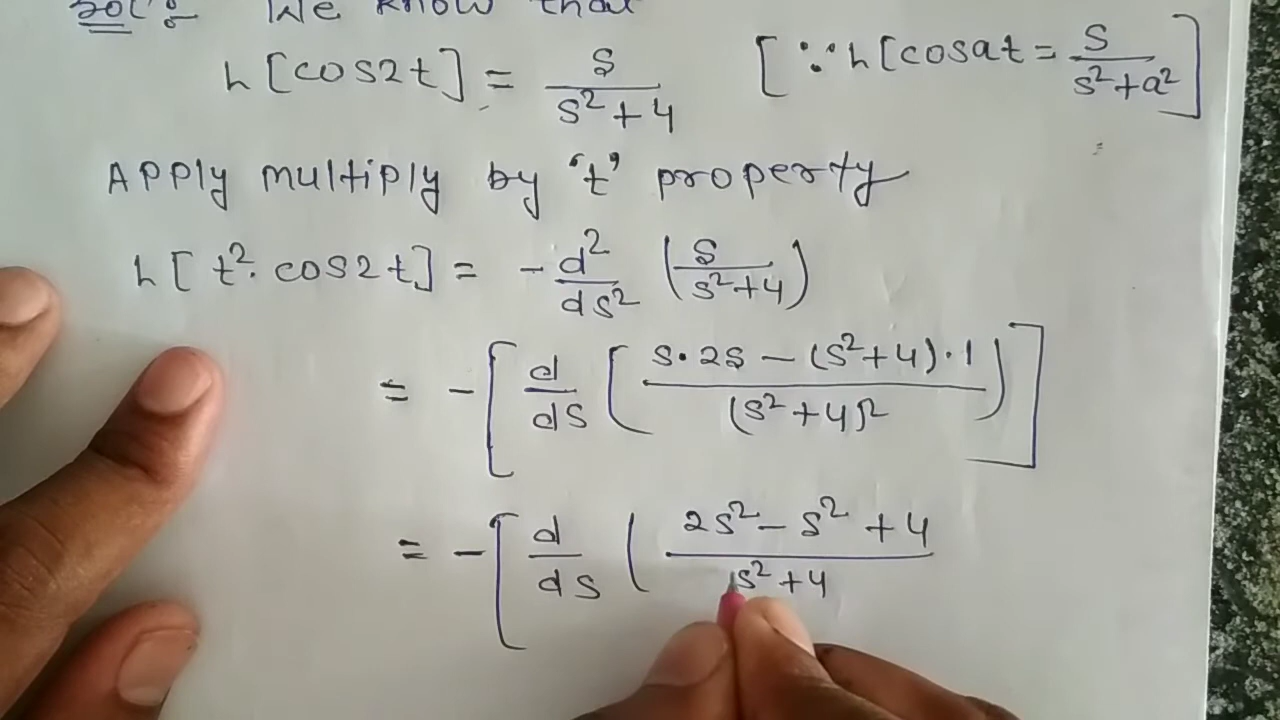 Sol: We know that
L[cos2t] = s/(s²+4) [∵ L[cosat = s/(s²+a²)]
Apply multiply by 't' property
L[t². cos2t] = - d²/ds² (s/(s²+4))
= -[d/ds (s·2s - (s²+4)·1/(s²+4)²)]
= -[d/ds (2s² - s² + 4/s²+4